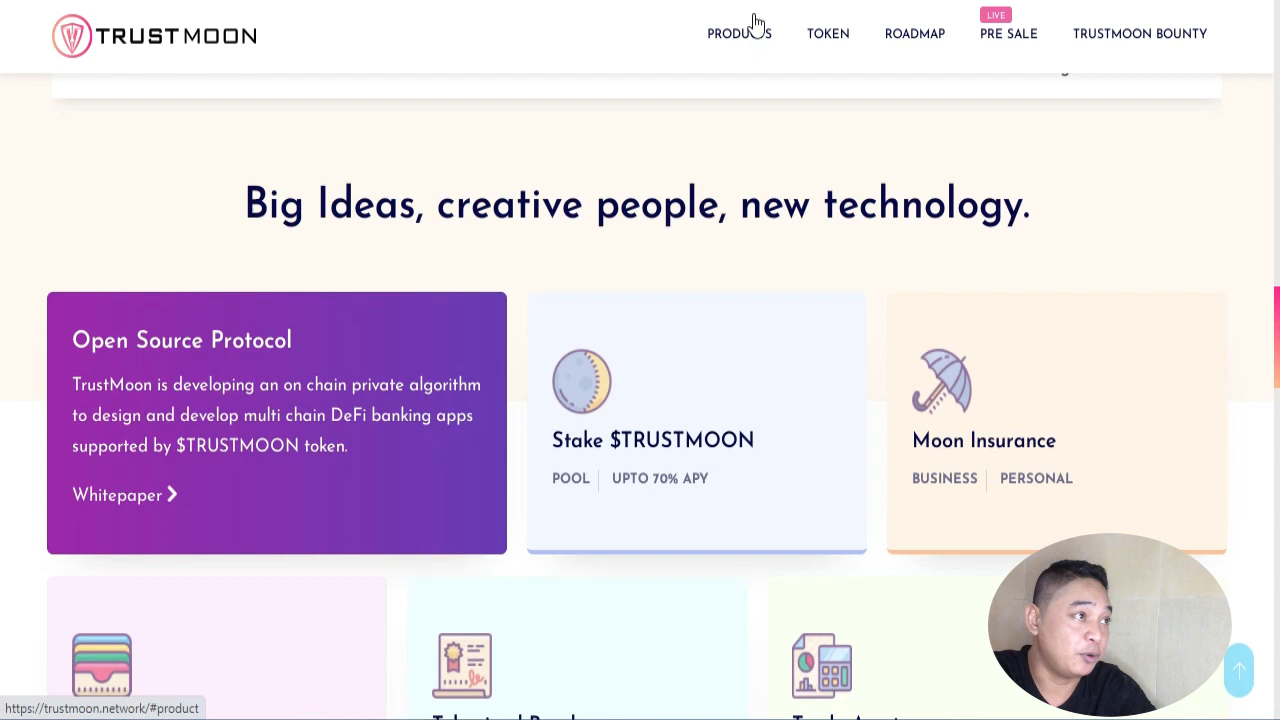 TRUSTMOON
LIVE
PRODUCTS TOKEN ROADMAP PRE SALE TRUSTMOON BOUNTY
Big Ideas, creative people, new technology.
Open Source Protocol
TrustMoon is developing an on chain private algorithm
to design and develop multi chain DeFi banking apps
supported by $TRUSTMOON token.
Whitepaper
Stake $TRUSTMOON
POOL UPTO 70% APY
Moon Insurance
BUSINESS PERSONAL
https://trustmoon.network/#product